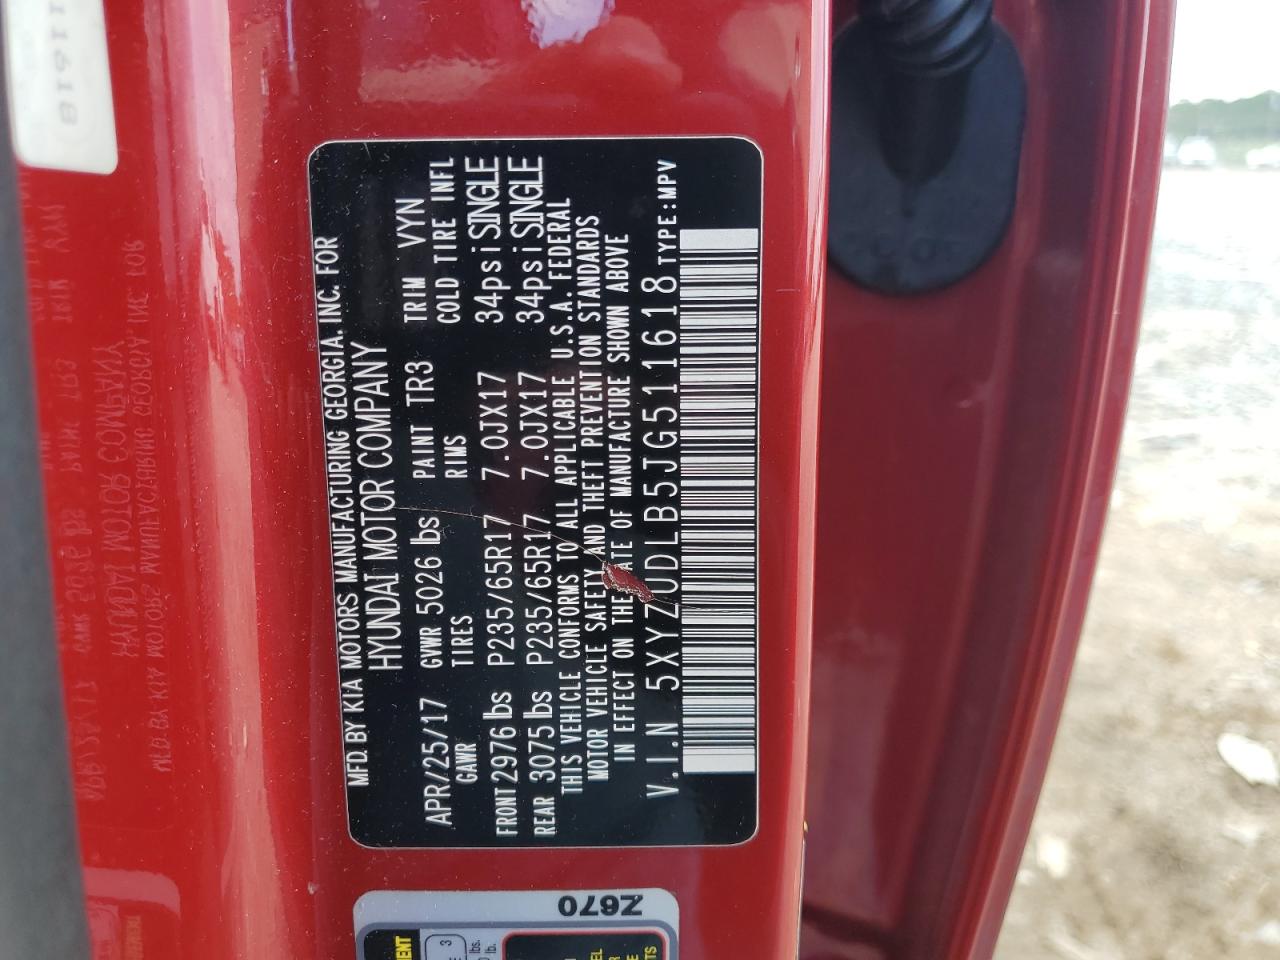 MFD. BY KIA MOTORS MANUFACTURING GEORGIA. INC. FOR
HYUNDAI MOTOR COMPANY
APR/25/17 GVWR 5026 lbs PAINT TR3 TRIM VYN
GAWR TIRES RIMS COLD TIRE INFL
FRONT 2976 lbs P235/65R17 7.0JX17 34psi SINGLE
REAR 3075 lbs P235/65R17 7.0JX17 34psi SINGLE
THIS VEHICLE CONFORMS TO ALL APPLICABLE U.S.A. FEDERAL
MOTOR VEHICLE SAFETY AND THEFT PREVENTION STANDARDS
IN EFFECT ON THE DATE OF MANUFACTURE SHOWN ABOVE
V.I.N 5XYZUDLB5JG511618 TYPE:MPV
Z670
11618
3